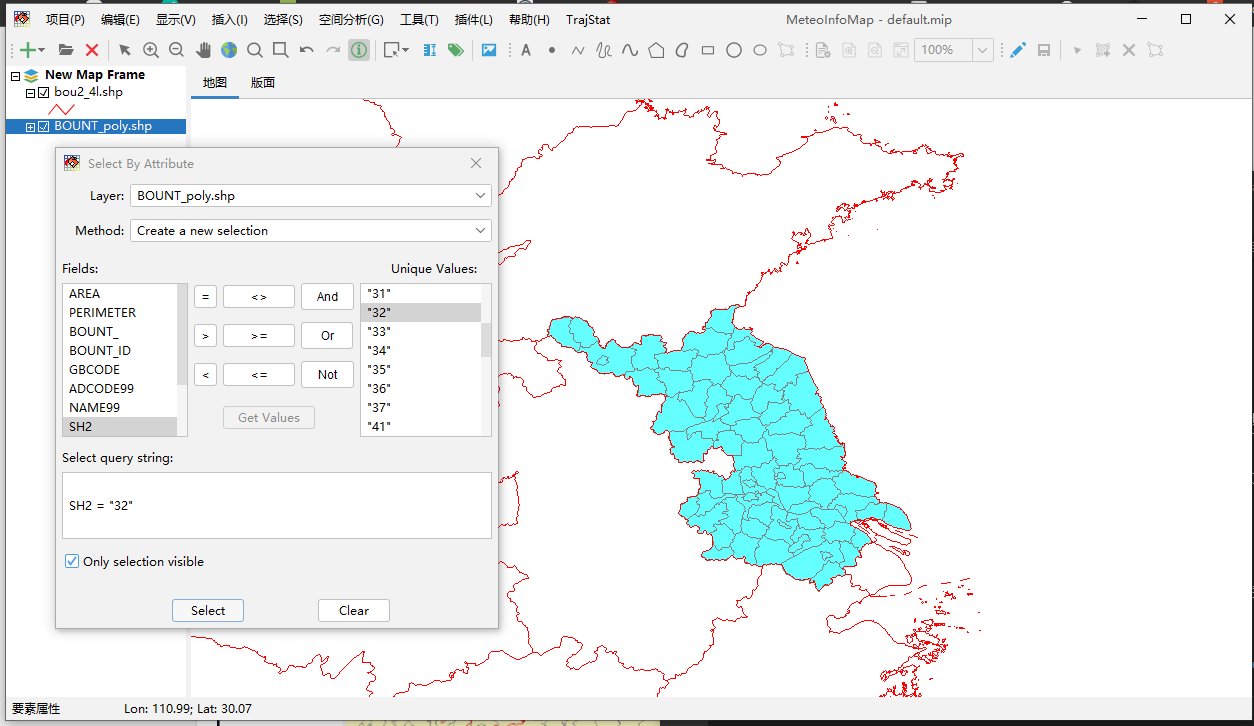 项目(P) 编辑(E) 显示(V) 插入(I) 选择(S) 空间分析(G) 工具(T) 插件(L) 帮助(H) TrajStat MeteoInfoMap - default.mip
A 100%
New Map Frame
bou2_4l.shp
BOUNT_poly.shp
地图 版面
Select By Attribute
Layer: BOUNT_poly.shp
Method: Create a new selection
Fields: Unique Values:
AREA
PERIMETER
BOUNT_
BOUNT_ID
GBCODE
ADCODE99
NAME99
SH2
= <> And
> >= Or
< <= Not
Get Values
"31"
"32"
"33"
"34"
"35"
"36"
"37"
"41"
Select query string:
SH2 = "32"
Only selection visible
Select Clear
要素属性 Lon: 110.99; Lat: 30.07